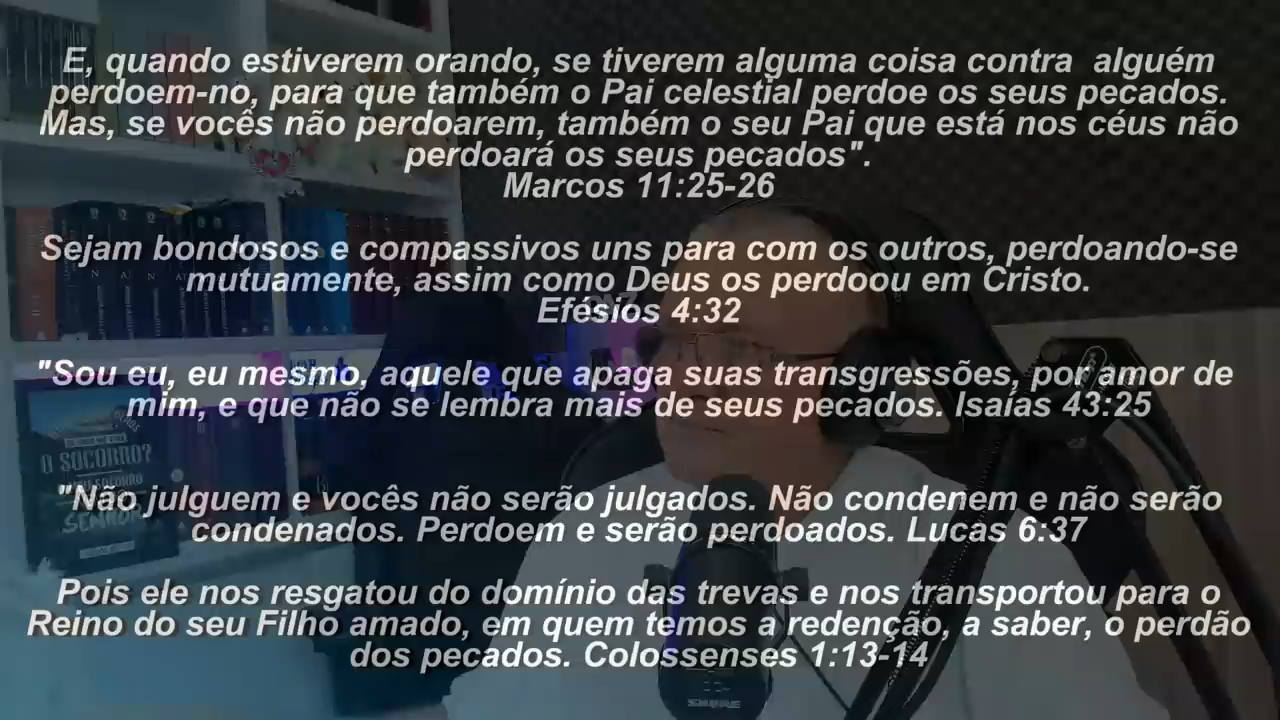 E, quando estiverem orando, se tiverem alguma coisa contra  alguém
perdoem-no, para que também o Pai celestial perdoe os seus pecados.
Mas, se vocês não perdoarem, também o seu Pai que está nos céus não
perdoará os seus pecados".
Marcos 11:25-26
Sejam bondosos e compassivos uns para com os outros, perdoando-se
mutuamente, assim como Deus os perdoou em Cristo.
Efésios 4:32
"Sou eu, eu mesmo, aquele que apaga suas transgressões, por amor de
mim, e que não se lembra mais de seus pecados. Isaías 43:25
"Não julguem e vocês não serão julgados. Não condenem e não serão
condenados. Perdoem e serão perdoados. Lucas 6:37
Pois ele nos resgatou do domínio das trevas e nos transportou para o
Reino do seu Filho amado, em quem temos a redenção, a saber, o perdão
dos pecados. Colossenses 1:13-14
O SOCORRO?
SOCORRO
SENHOR
SHURE